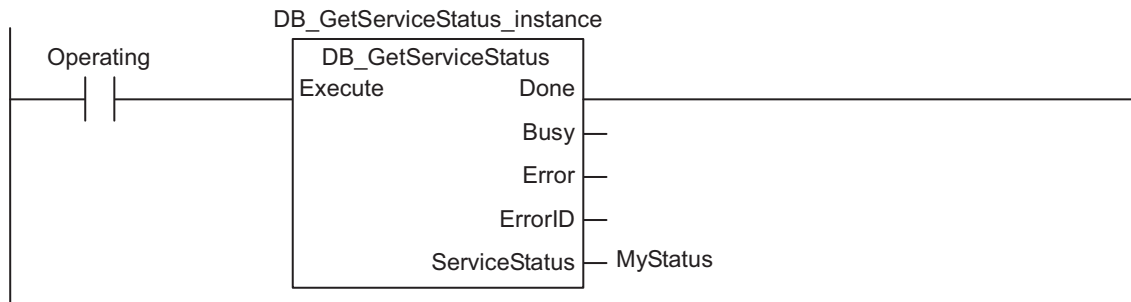 DB_GetServiceStatus_instance
Operating
DB_GetServiceStatus
Execute Done
Busy
Error
ErrorID
ServiceStatus MyStatus